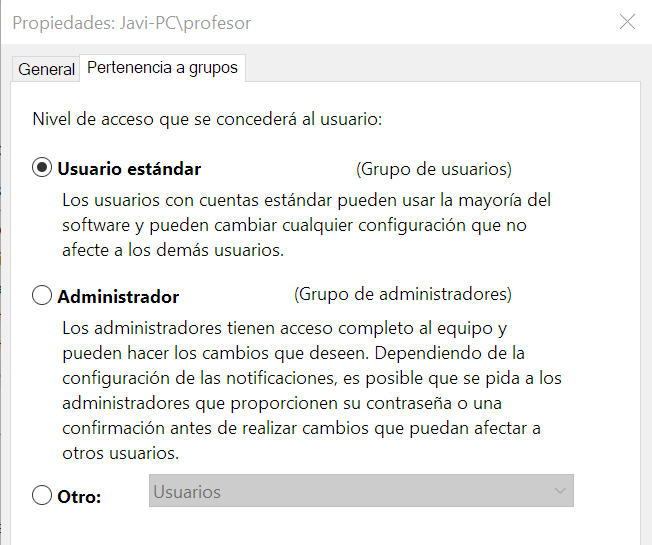 Propiedades: Javi-PC\profesor
General Pertenencia a grupos
Nivel de acceso que se concederá al usuario:
Usuario estándar (Grupo de usuarios)
Los usuarios con cuentas estándar pueden usar la mayoría del
software y pueden cambiar cualquier configuración que no
afecte a los demás usuarios.
Administrador (Grupo de administradores)
Los administradores tienen acceso completo al equipo y
pueden hacer los cambios que deseen. Dependiendo de la
configuración de las notificaciones, es posible que se pida a los
administradores que proporcionen su contraseña o una
confirmación antes de realizar cambios que puedan afectar a
otros usuarios.
Otro: Usuarios